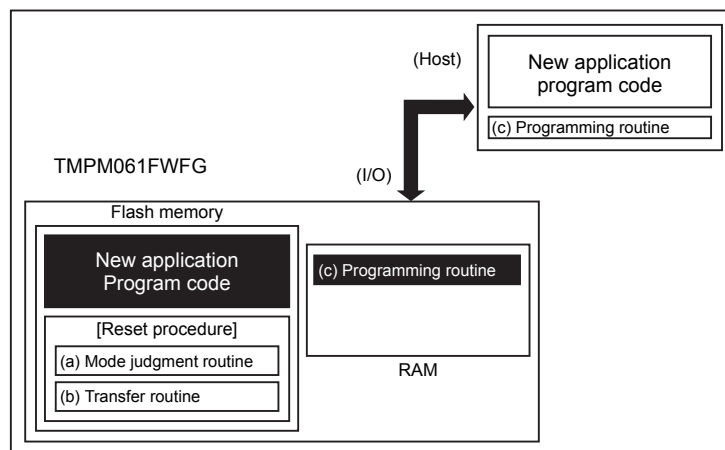 (Host)
New application
program code
(c) Programming routine
TMPM061FWFG
(I/O)
Flash memory
New application
Program code
[Reset procedure]
(a) Mode judgment routine
(b) Transfer routine
(c) Programming routine
RAM